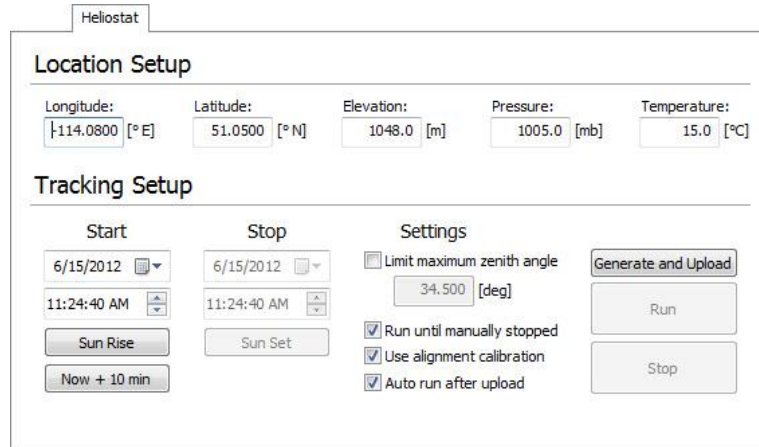 Heliostat
Location Setup
Longitude: Latitude: Elevation: Pressure: Temperature:
-114.0800 [° E] 51.0500 [° N] 1048.0 [m] 1005.0 [mb] 15.0 [°C]
Tracking Setup
Start Stop Settings
6/15/2012 6/15/2012 Limit maximum zenith angle Generate and Upload
11:24:40 AM 11:24:40 AM 34.500 [deg] Run
Sun Rise Sun Set Run until manually stopped
Use alignment calibration Stop
Now + 10 min Auto run after upload